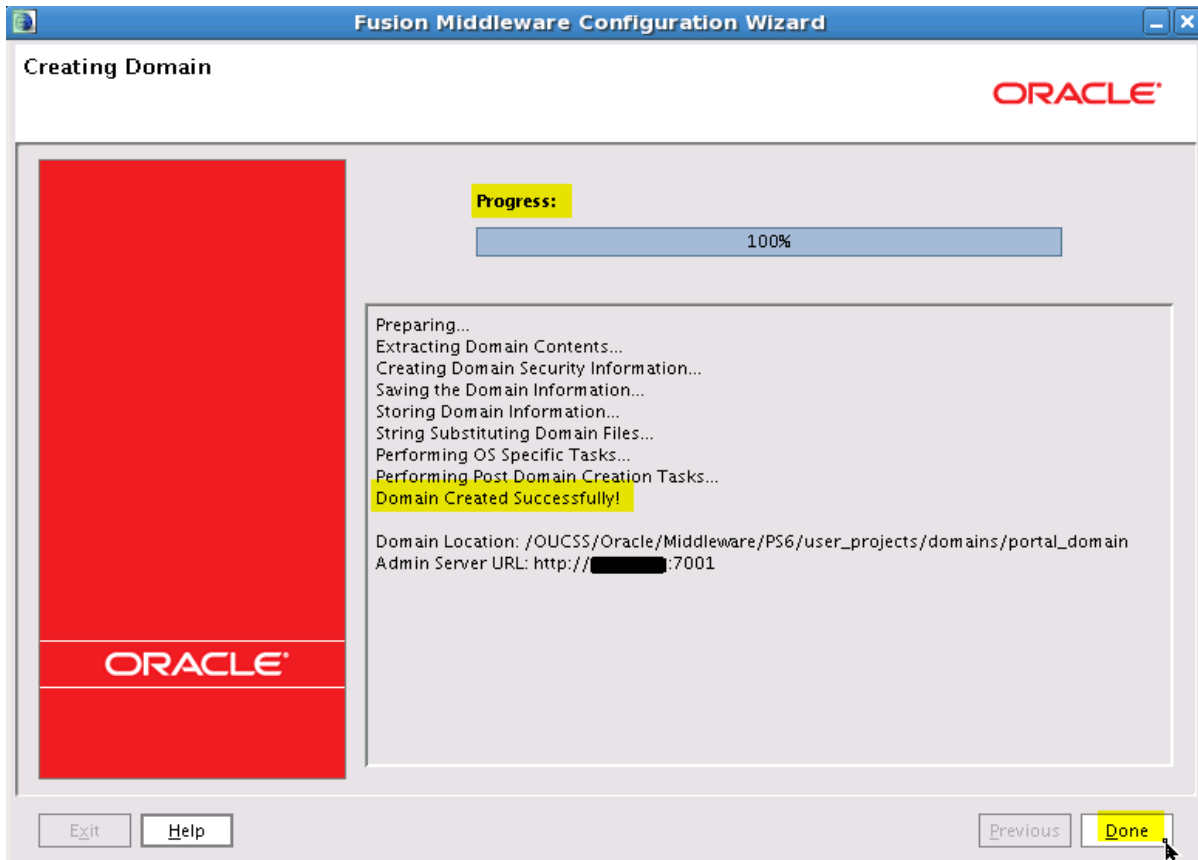 Fusion Middleware Configuration Wizard
Creating Domain
ORACLE
Progress:
100%
Preparing...
Extracting Domain Contents...
Creating Domain Security Information...
Saving the Domain Information...
Storing Domain Information...
String Substituting Domain Files...
Performing OS Specific Tasks...
Performing Post Domain Creation Tasks...
Domain Created Successfully!
Domain Location: /OUCSS/Oracle/Middleware/PS6/user_projects/domains/portal_domain
Admin Server URL: http:// :7001
ORACLE
Exit Help Previous Done